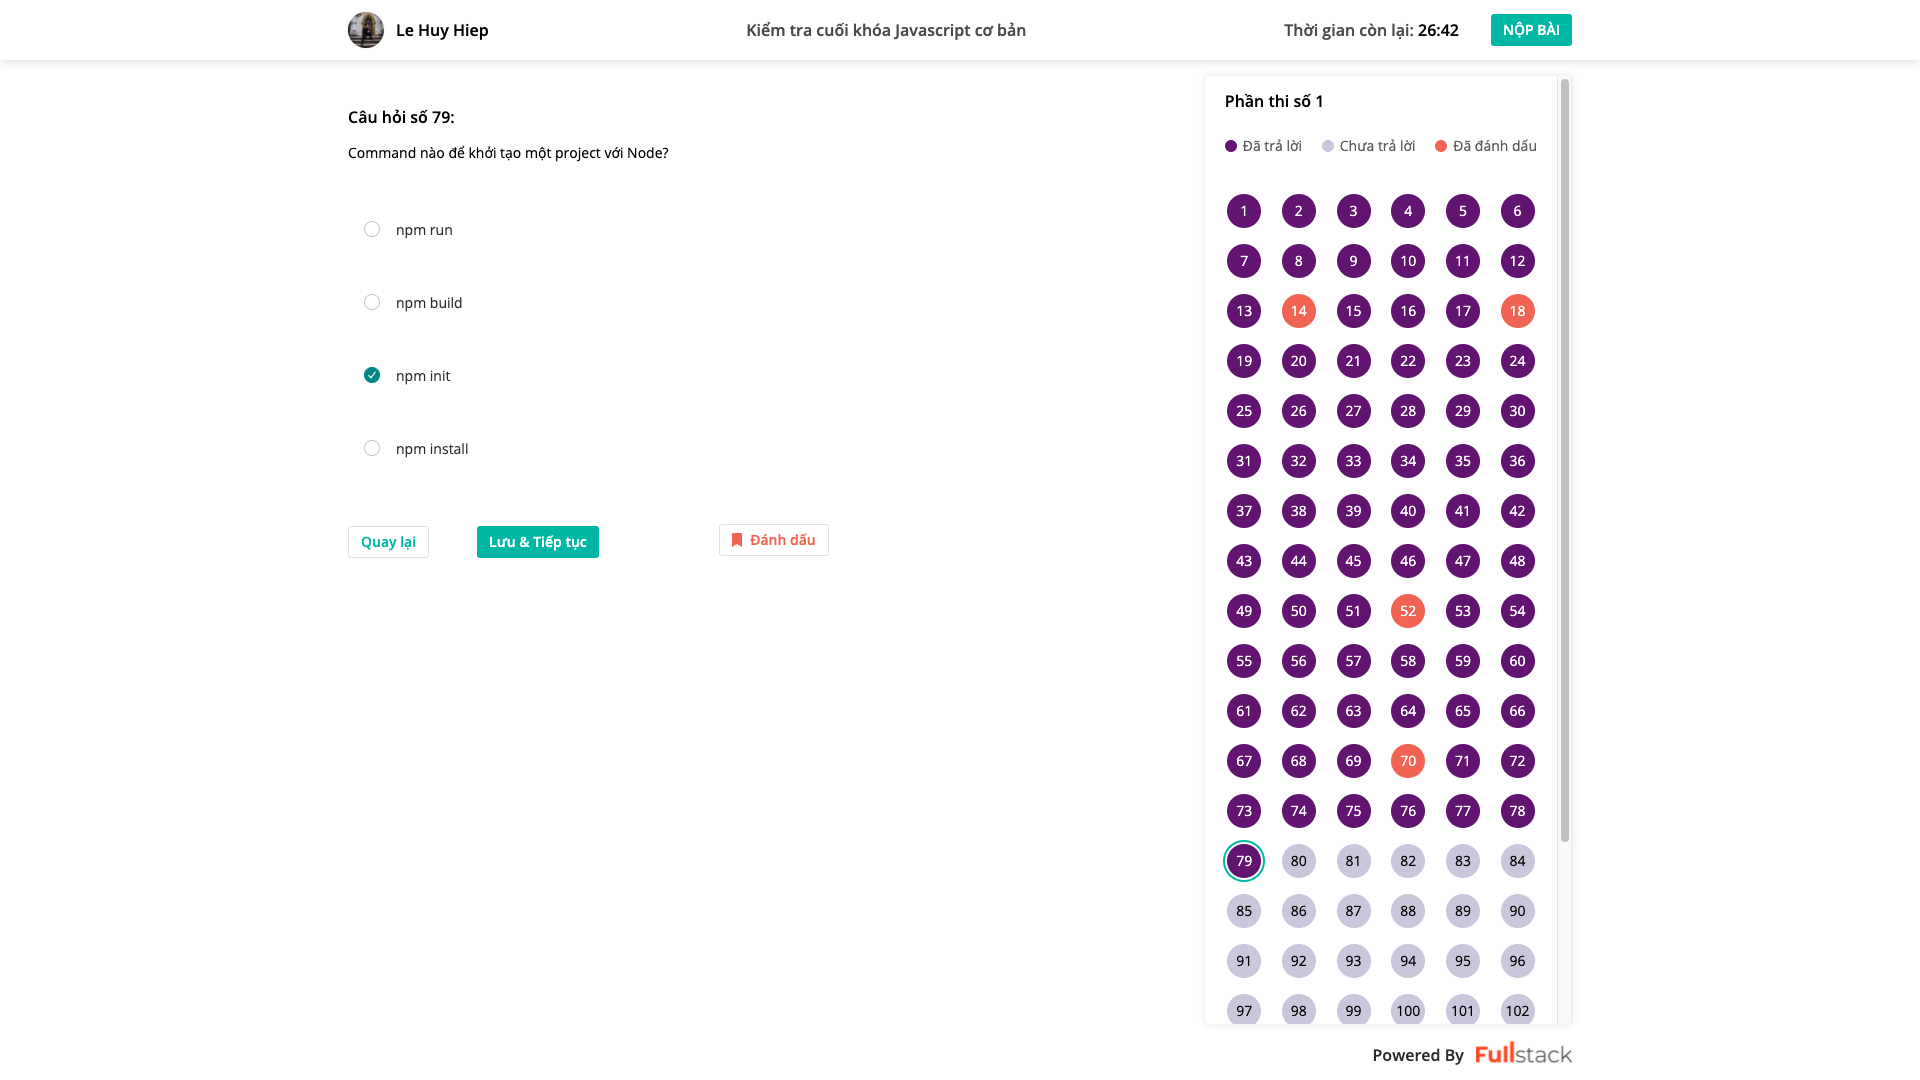 Le Huy Hiep
Kiểm tra cuối khóa Javascript cơ bản
Thời gian còn lại: 26:42
NỘP BÀI
Câu hỏi số 79:
Command nào để khởi tạo một project với Node?
npm run
npm build
npm init
npm install
Quay lại
Lưu & Tiếp tục
Đánh dấu
Phần thi số 1
Đã trả lời
Chưa trả lời
Đã đánh dấu
1 2 3 4 5 6
7 8 9 10 11 12
13 14 15 16 17 18
19 20 21 22 23 24
25 26 27 28 29 30
31 32 33 34 35 36
37 38 39 40 41 42
43 44 45 46 47 48
49 50 51 52 53 54
55 56 57 58 59 60
61 62 63 64 65 66
67 68 69 70 71 72
73 74 75 76 77 78
79 80 81 82 83 84
85 86 87 88 89 90
91 92 93 94 95 96
97 98 99 100 101 102
Powered By Fullstack